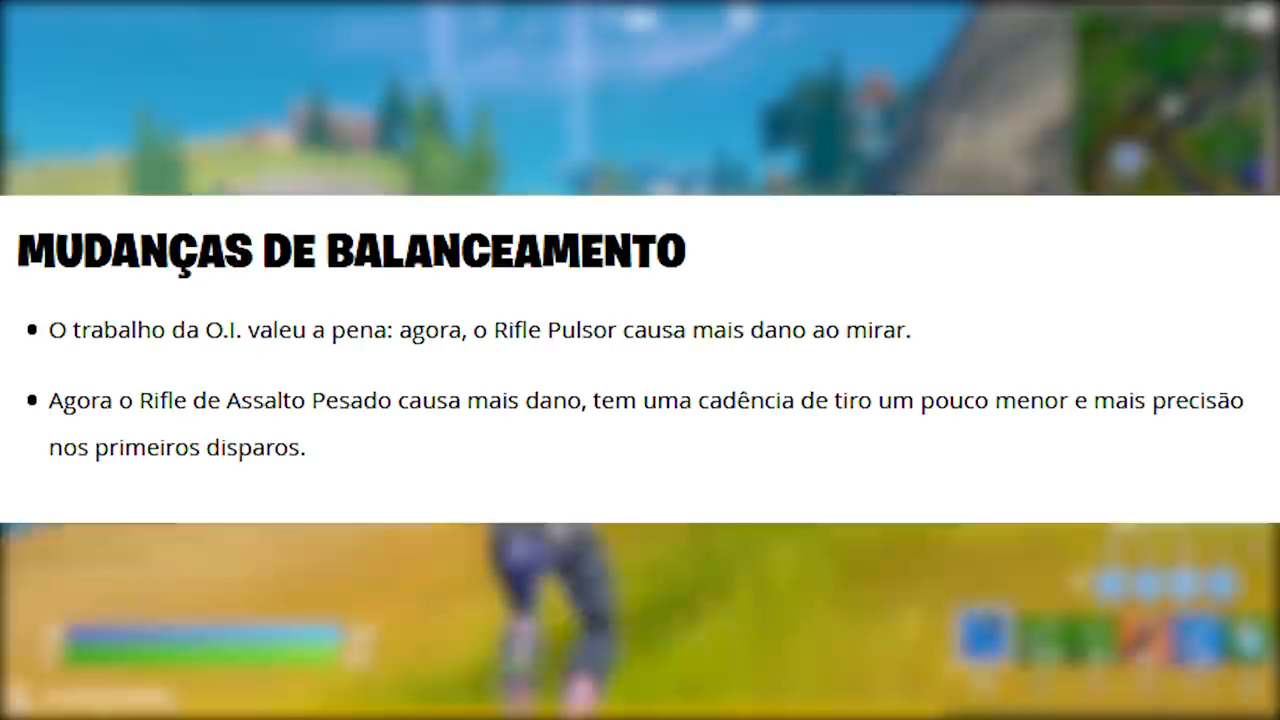 MUDANÇAS DE BALANCEAMENTO
• O trabalho da O.I. valeu a pena: agora, o Rifle Pulsor causa mais dano ao mirar.
• Agora o Rifle de Assalto Pesado causa mais dano, tem uma cadência de tiro um pouco menor e mais precisão
nos primeiros disparos.